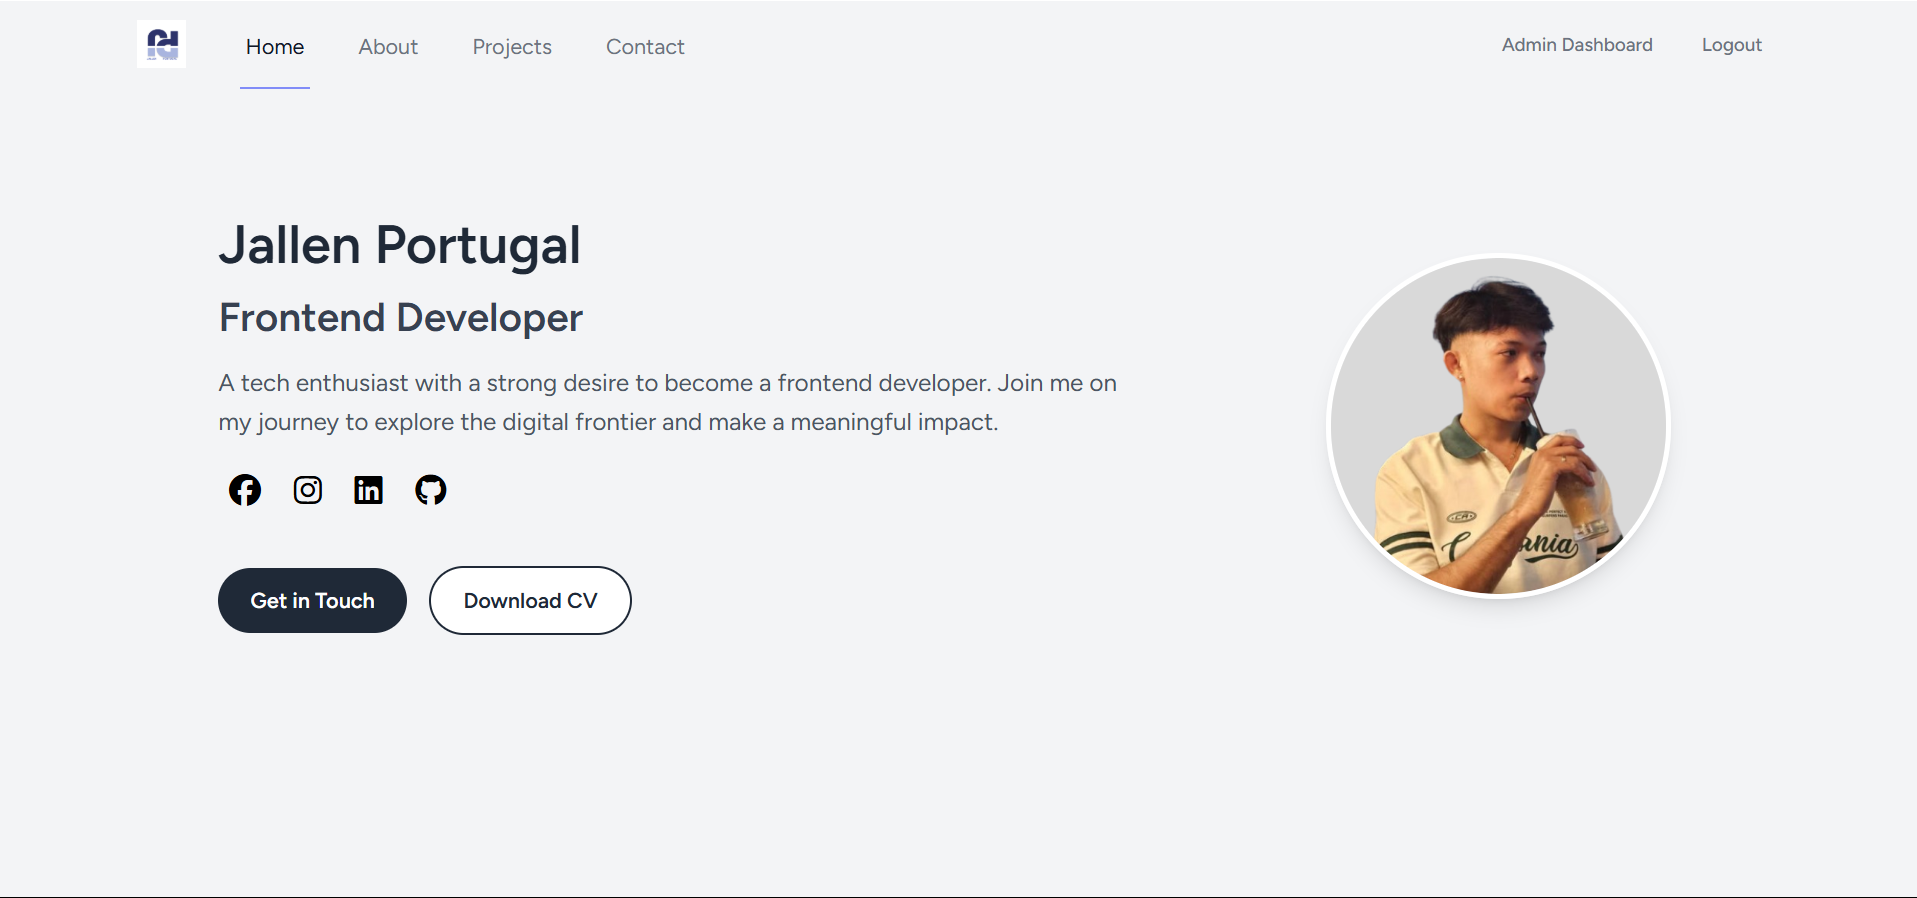 Home
About
Projects
Contact
Admin Dashboard
Logout
Jallen Portugal
Frontend Developer
A tech enthusiast with a strong desire to become a frontend developer. Join me on
my journey to explore the digital frontier and make a meaningful impact.
in
Get in Touch
Download CV